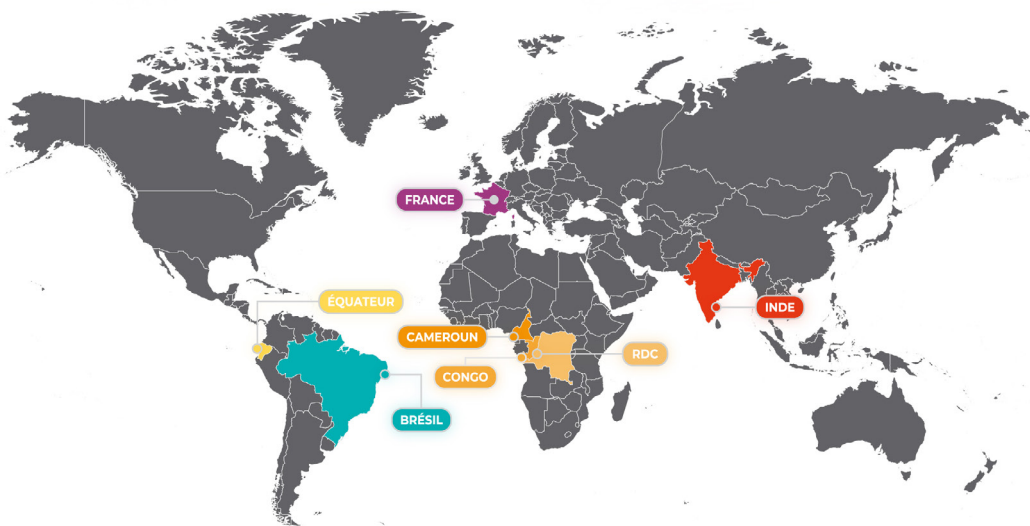 FRANCE
ÉQUATEUR
INDE
CAMEROUN
RDC
CONGO
BRÉSIL